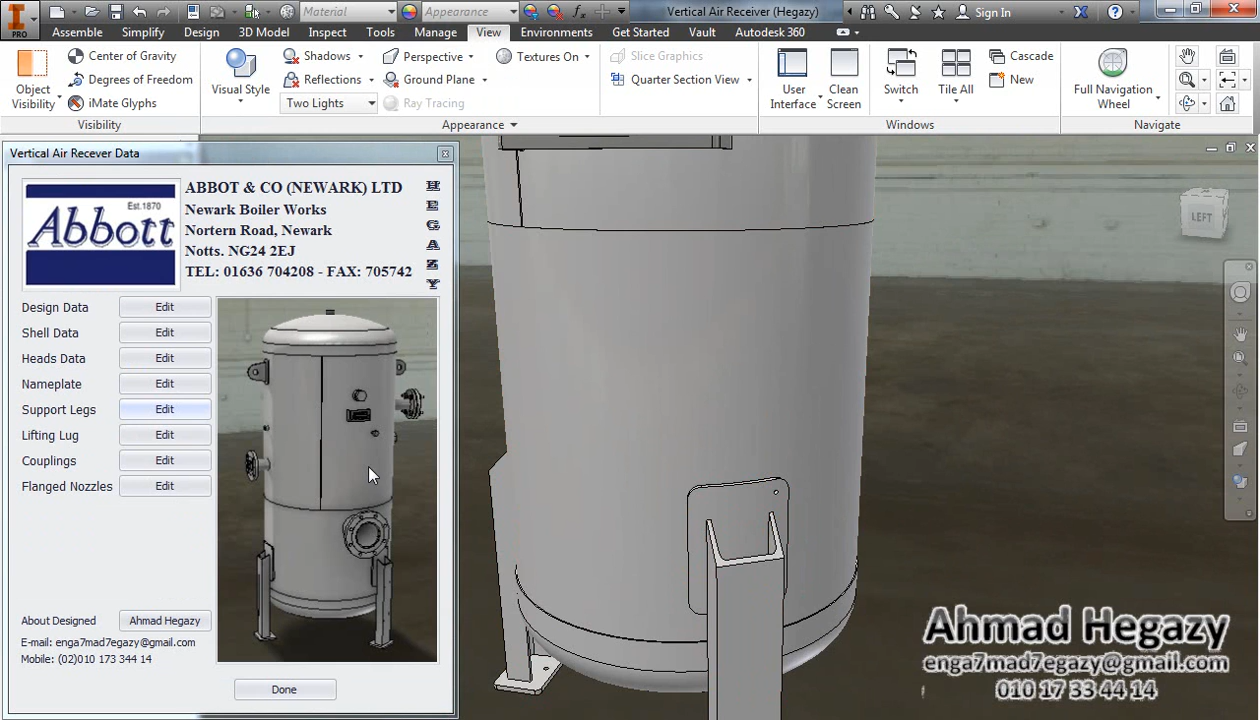 PRO
Material
Appearance
Vertical Air Receiver (Hegazy)
Sign In
Assemble Simplify Design 3D Model Inspect Tools Manage View Environments Get Started Vault Autodesk 360
Object Visibility
Center of Gravity
Degrees of Freedom
iMate Glyphs
Visibility
Visual Style
Shadows
Reflections
Two Lights
Perspective
Ground Plane
Ray Tracing
Textures On
Appearance
Slice Graphics
Quarter Section View
User Interface
Clean Screen
Switch
Tile All
Cascade
New
Windows
Full Navigation Wheel
Navigate
Vertical Air Recever Data
Abbott
Est.1870
ABBOT & CO (NEWARK) LTD
Newark Boiler Works
Nortern Road, Newark
Notts. NG24 2EJ
TEL: 01636 704208 - FAX: 705742
H
E
G
A
Z
Y
Design Data Edit
Shell Data Edit
Heads Data Edit
Nameplate Edit
Support Legs Edit
Lifting Lug Edit
Couplings Edit
Flanged Nozzles Edit
About Designed Ahmad Hegazy
E-mail: enga7mad7egazy@gmail.com
Mobile: (02)010 173 344 14
Done
LEFT
Ahmad Hegazy
enga7mad7egazy@gmail.com
010 17 33 44 14